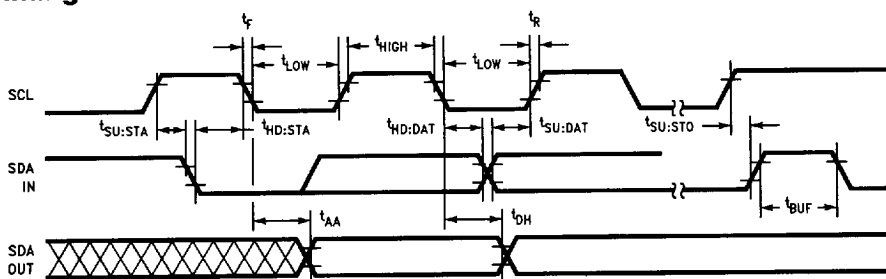 tF
tR
tLOW
tHIGH
tLOW
SCL
tSU:STA
tHD:STA
tHD:DAT
tSU:DAT
tSU:STO
SDA
IN
tBUF
tAA
tDH
SDA
OUT